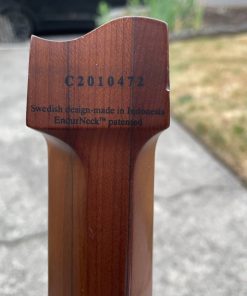 C2010472
Swedish design-made in Indonesia
EndurNeck™ patented